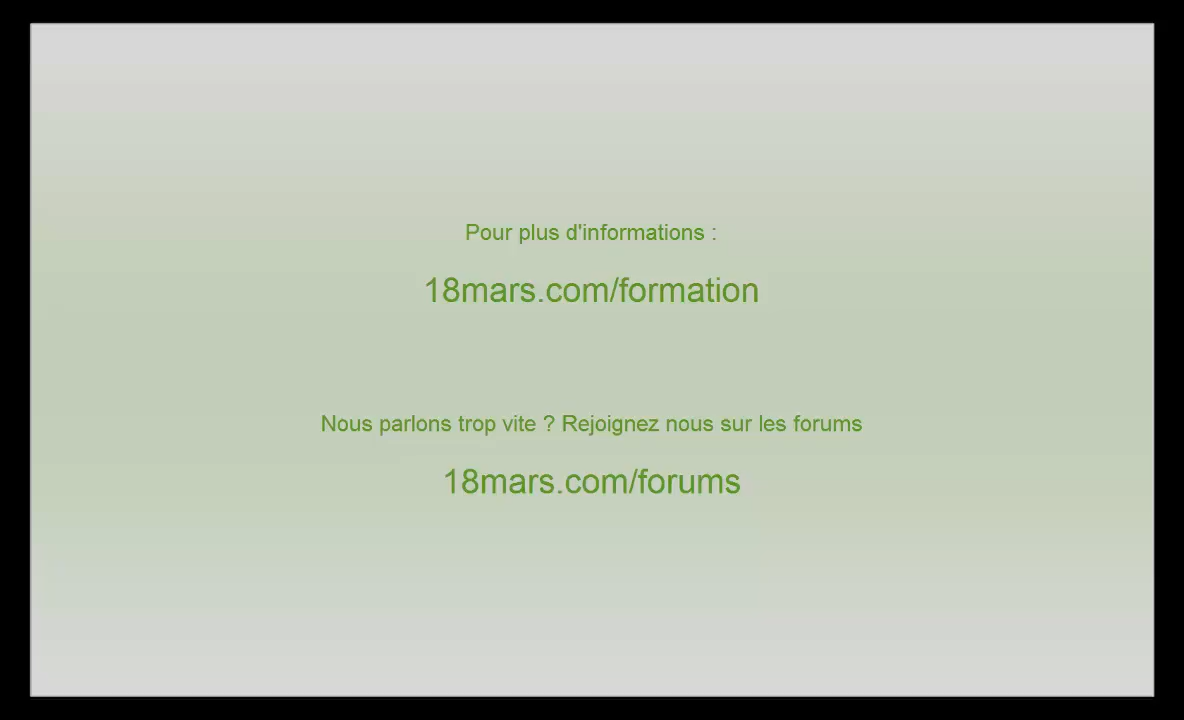 Pour plus d'informations :
18mars.com/formation
Nous parlons trop vite ? Rejoignez nous sur les forums
18mars.com/forums